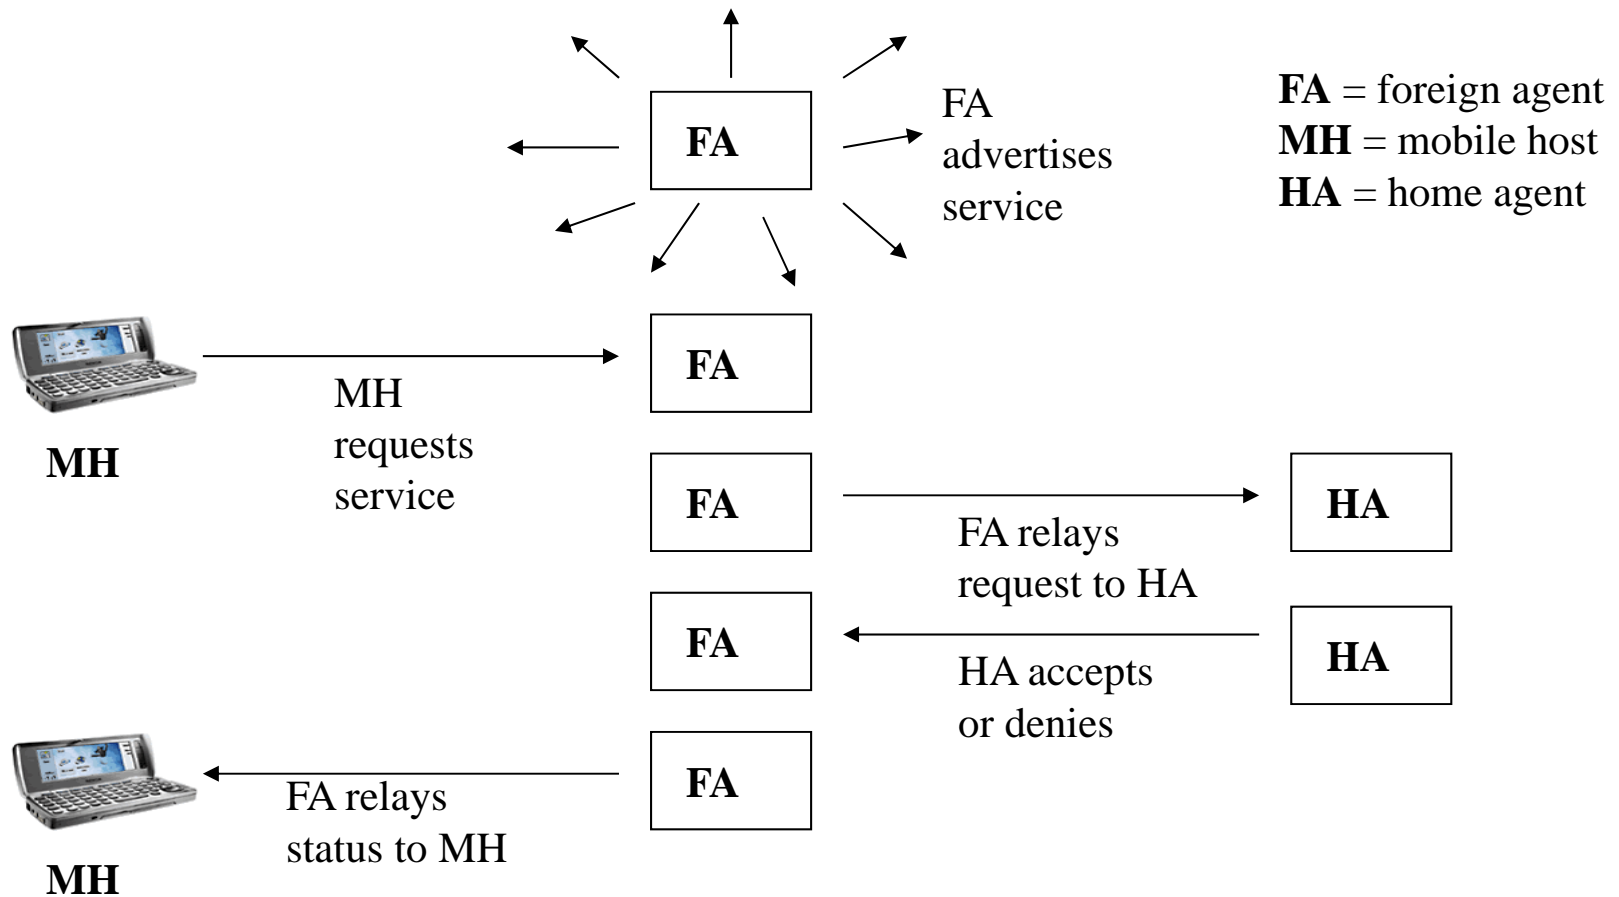 FA
FA
advertises
service
FA = foreign agent
MH = mobile host
HA = home agent
FA
MH
requests
service
MH
FA
HA
FA relays
request to HA
FA
HA
HA accepts
or denies
FA
FA relays
status to MH
MH